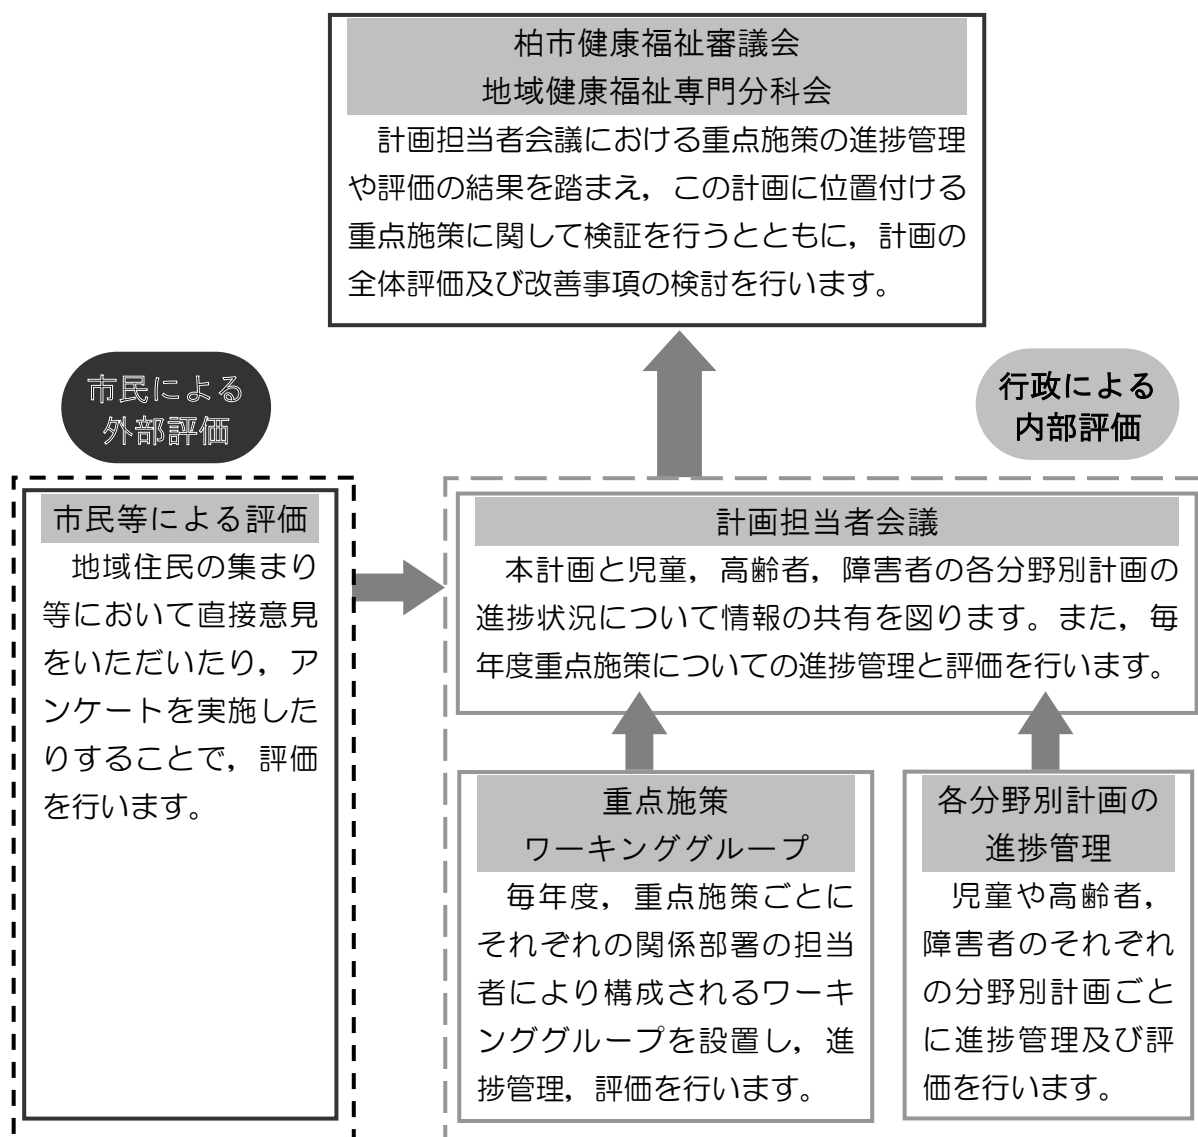 柏市健康福祉審議会
地域健康福祉専門分科会
計画担当者会議における重点施策の進捗管理
や評価の結果を踏まえ，この計画に位置付ける
重点施策に関して検証を行うとともに，計画の
全体評価及び改善事項の検討を行います。
市民による
外部評価
行政による
内部評価
市民等による評価
地域住民の集まり
等において直接意見
をいただいたり，ア
ンケートを実施した
りすることで，評価
を行います。
計画担当者会議
本計画と児童，高齢者，障害者の各分野別計画の
進捗状況について情報の共有を図ります。また，毎
年度重点施策についての進捗管理と評価を行います。
重点施策
ワーキンググループ
毎年度，重点施策ごとに
それぞれの関係部署の担当
者により構成されるワーキ
ンググループを設置し，進
捗管理，評価を行います。
各分野別計画の
進捗管理
児童や高齢者，
障害者のそれぞれ
の分野別計画ごと
に進捗管理及び評
価を行います。